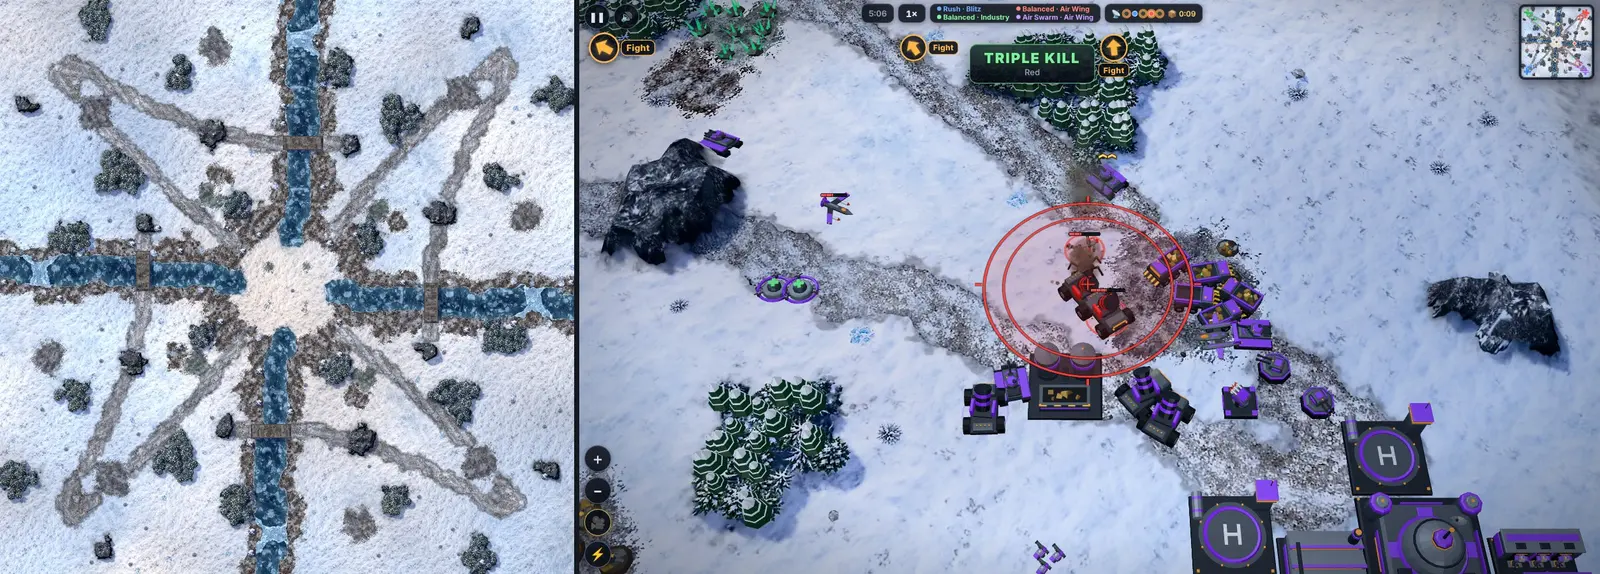 5:06
1×
Rush · Blitz
Balanced · Air Wing
Balanced · Industry
Air Swarm · Air Wing
0:09
Fight
Fight
Fight
TRIPLE KILL
Red
H
H